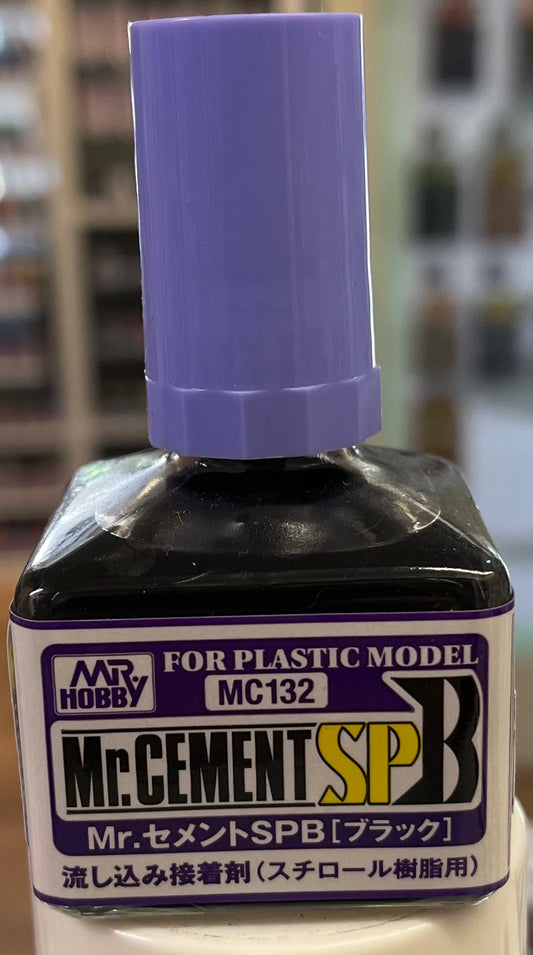 MR. HOBBY
FOR PLASTIC MODEL
MC132
Mr.CEMENT SPB
Mr.セメントSPB[ブラック]
流し込み接着剤(スチロール樹脂用)